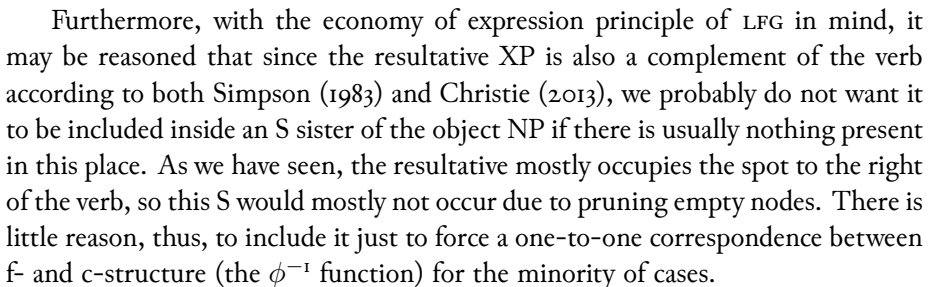 Furthermore, with the economy of expression principle of LFG in mind, it
may be reasoned that since the resultative XP is also a complement of the verb
according to both Simpson (1983) and Christie (2013), we probably do not want it
to be included inside an S sister of the object NP if there is usually nothing present
in this place. As we have seen, the resultative mostly occupies the spot to the right
of the verb, so this S would mostly not occur due to pruning empty nodes. There is
little reason, thus, to include it just to force a one-to-one correspondence between
f- and c-structure (the ϕ⁻¹ function) for the minority of cases.